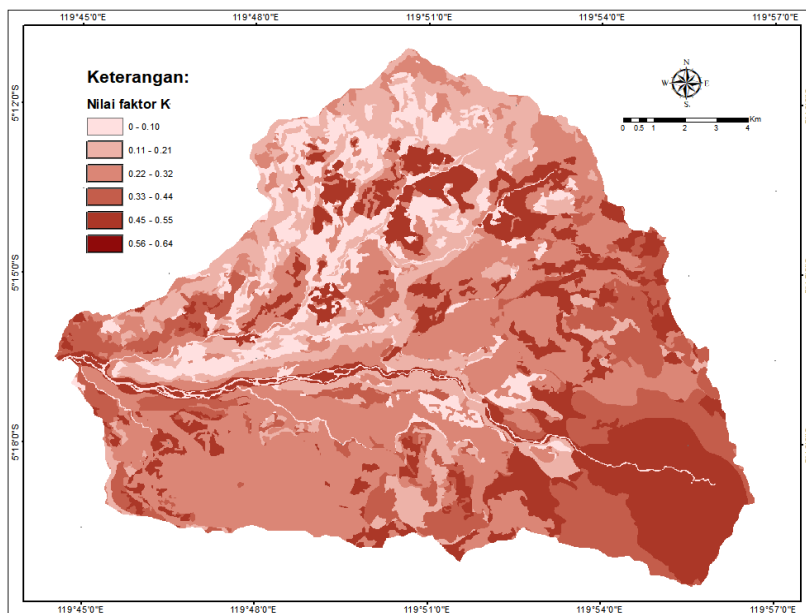 119°45'0"E 119°48'0"E 119°51'0"E 119°54'0"E 119°57'0"E
N
W E
S
Keterangan:
Nilai faktor K
0 - 0.10
0.11 - 0.21
0.22 - 0.32
0.33 - 0.44
0.45 - 0.55
0.56 - 0.64
Km
0 0.5 1 2 3 4
5°12'0"S
5°15'0"S
5°18'0"S
119°45'0"E 119°48'0"E 119°51'0"E 119°54'0"E 119°57'0"E